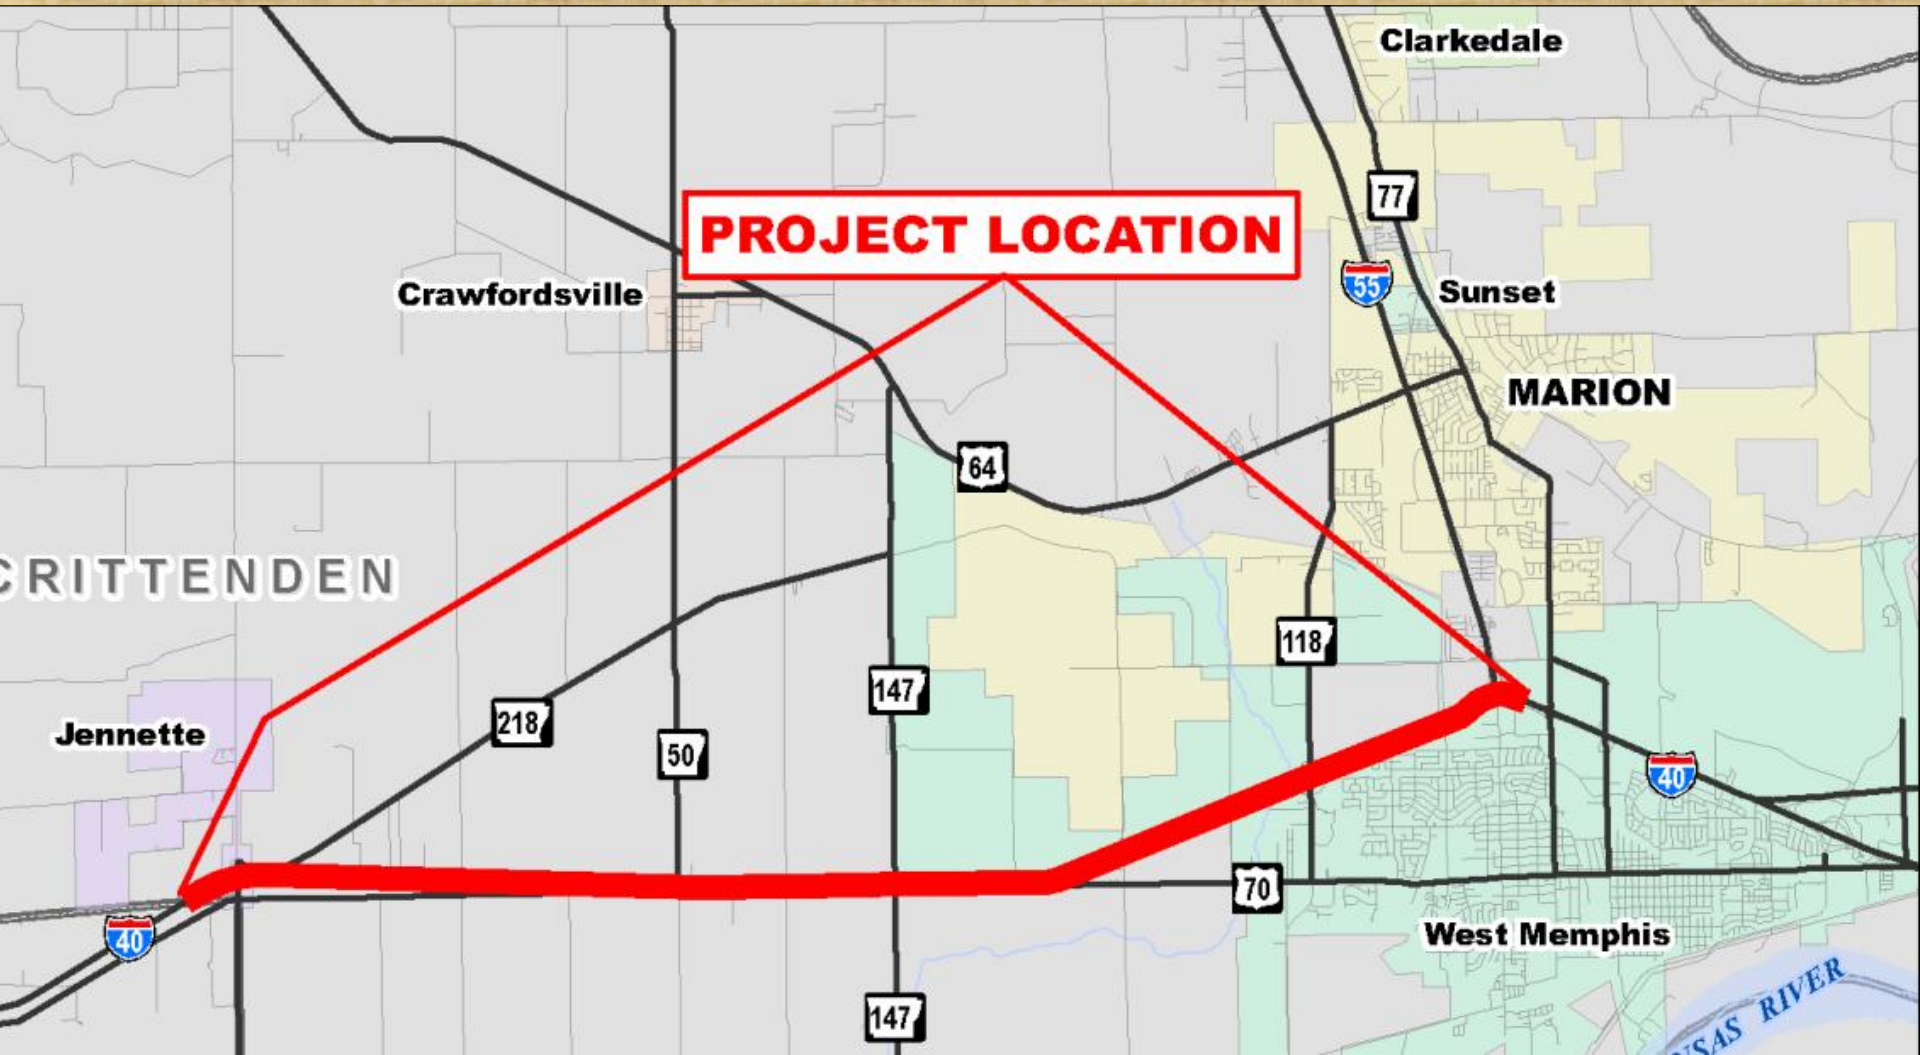 Clarkedale
77
PROJECT LOCATION
55
Sunset
Crawfordsville
MARION
64
CRITTENDEN
118
147
218
Jennette
50
40
70
40
West Memphis
147
RIVER